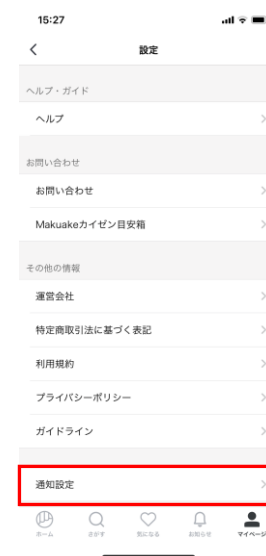 15:27
設定
ヘルプ・ガイド
ヘルプ
お問い合わせ
お問い合わせ
Makuakeカイゼン目安箱
その他の情報
運営会社
特定商取引法に基づく表記
利用規約
プライバシーポリシー
ガイドライン
通知設定
ホーム さがす 気になる お知らせ マイページ